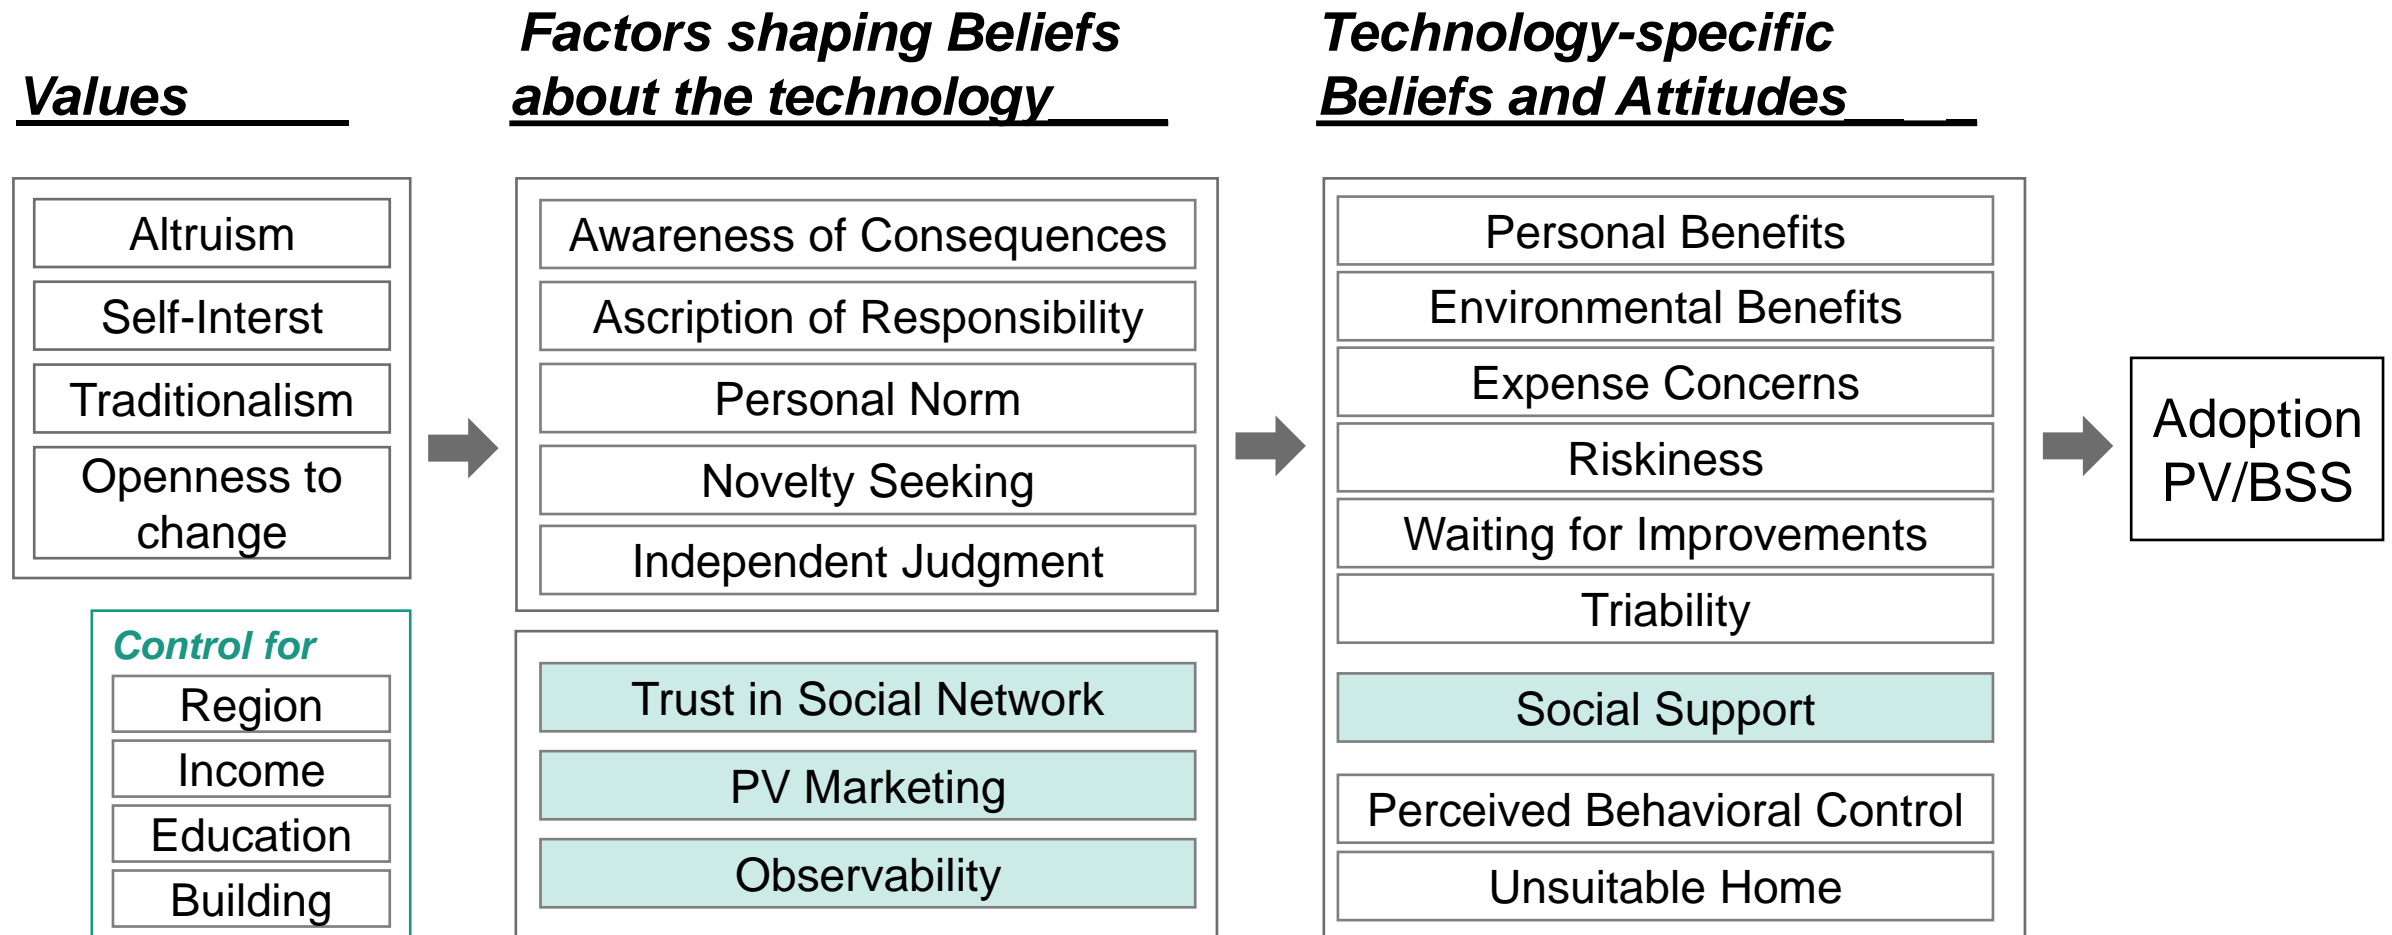 Values
Factors shaping Beliefs
about the technology
Technology-specific
Beliefs and Attitudes
Altruism
Self-Interst
Traditionalism
Openness to
change
Control for
Region
Income
Education
Building
Awareness of Consequences
Ascription of Responsibility
Personal Norm
Novelty Seeking
Independent Judgment
Trust in Social Network
PV Marketing
Observability
Personal Benefits
Environmental Benefits
Expense Concerns
Riskiness
Waiting for Improvements
Triability
Social Support
Perceived Behavioral Control
Unsuitable Home
Adoption
PV/BSS